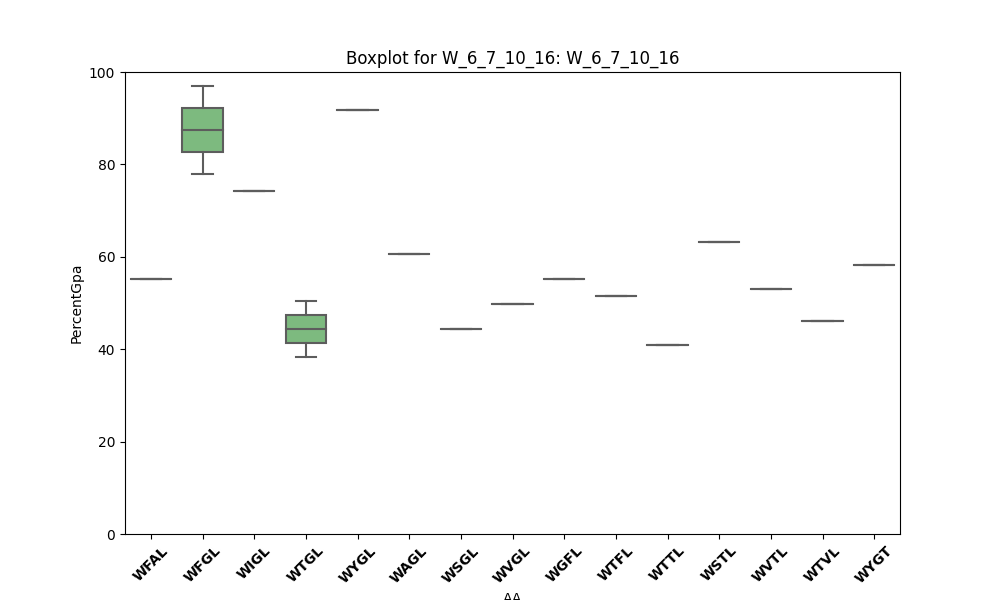 Boxplot for W_6_7_10_16: W_6_7_10_16
100
80
60
40
20
0
PercentGpa
WFAL WFGL WIGL WTGL WYGL WAGL WSGL WVGL WGFL WTFL WTTL WSTL WVTL WTVL WYGT
AA